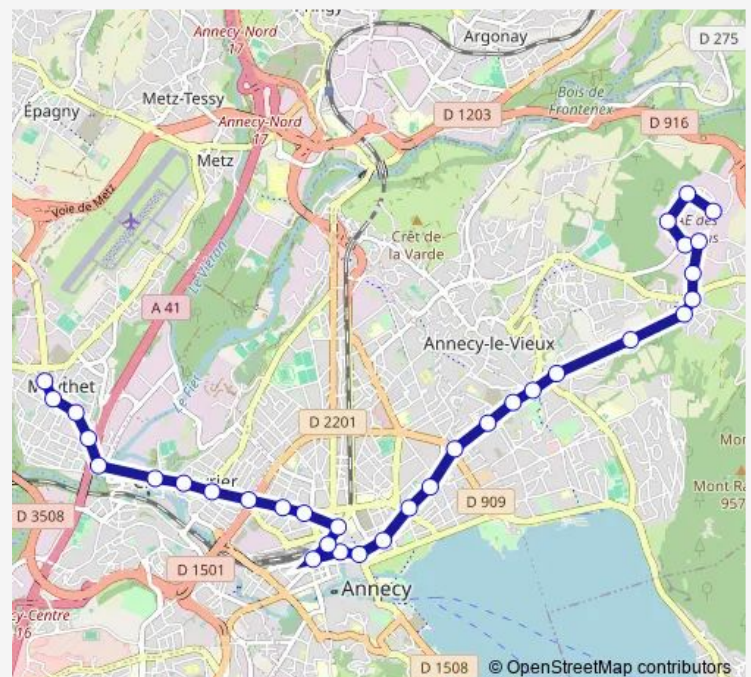 Annecy-Nord
17
Argonay
D 275
Metz-Tessy
Épagny
Bois de
Frontenex
D 1203
Annecy-Nord
17
D 916
Metz
Voie de Metz
Crêt de
la Varde
Le Viéran
A 41
Annecy-le-Vieux
Le Fier
D 2201
D 909
D 3508
D 1501
Annecy
957
16
D 1508
© OpenStreetMap contributors